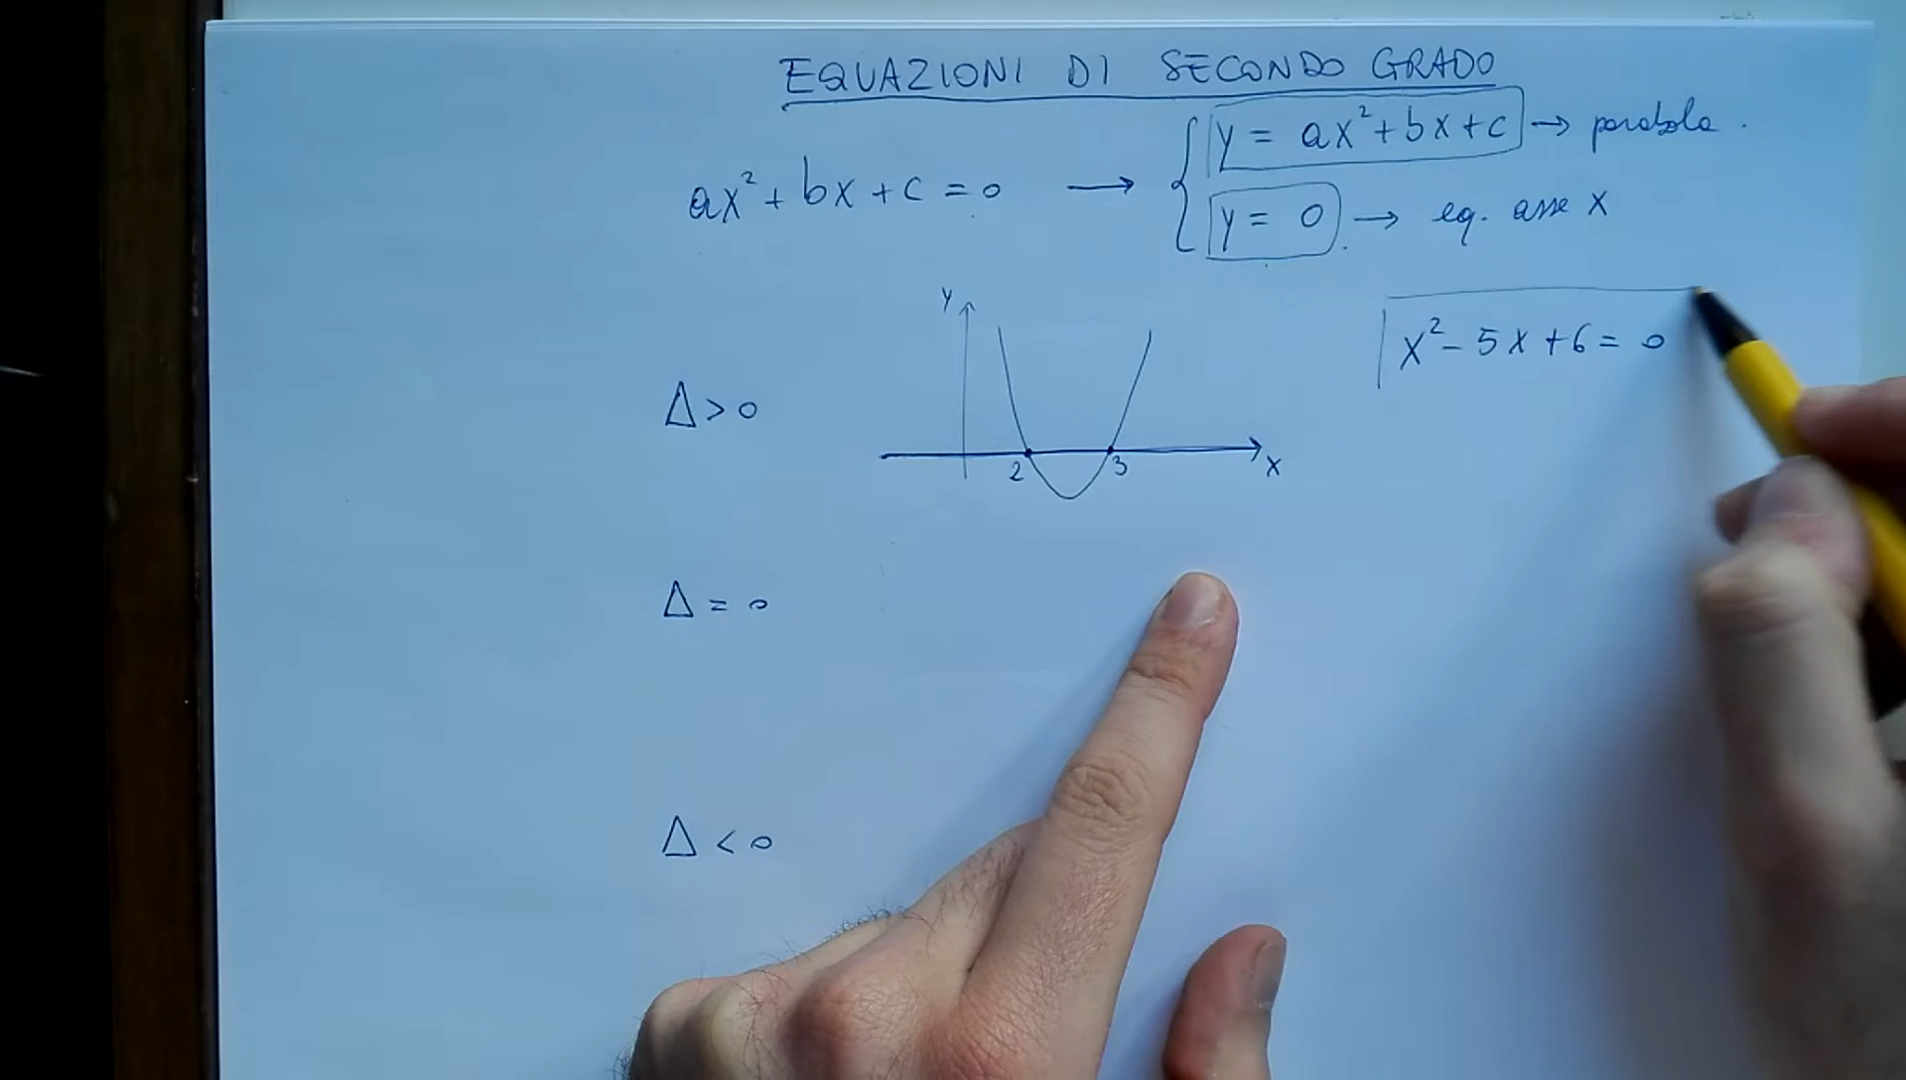 EQUAZIONI DI SECONDO GRADO
ax² + bx + c = 0 → { y = ax² + bx + c → parabola.
y = 0 → eq. asse x
y
x² - 5x + 6 = 0
Δ > 0
2 3 x
Δ = 0
Δ < 0